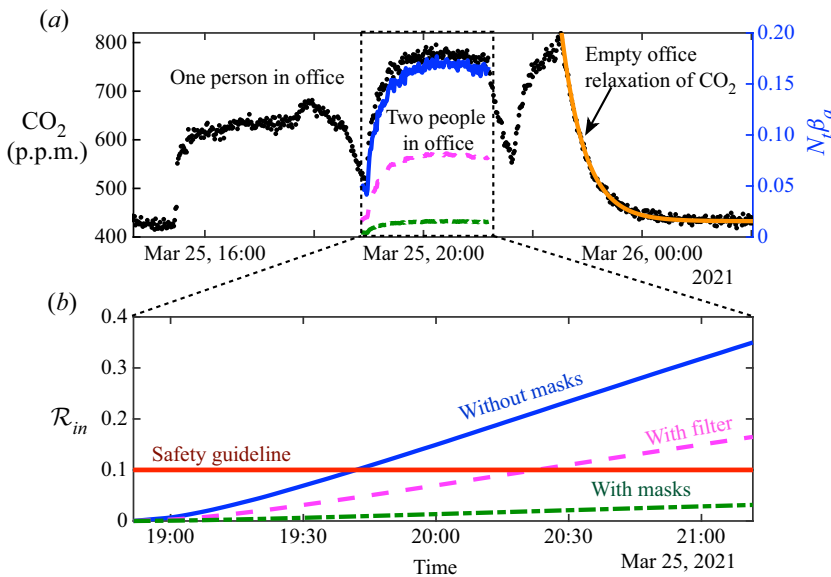 (a)
800
700
600
500
400
CO₂
(p.p.m.)
One person in office
Two people
in office
Empty office
relaxation of CO₂
0.20
0.15
0.10
0.05
0
Nₜβₐ
Mar 25, 16:00
Mar 25, 20:00
Mar 26, 00:00
2021
(b)
0.4
0.3
0.2
0.1
0
ℛᵢₙ
Without masks
With filter
Safety guideline
With masks
19:00
19:30
20:00
20:30
21:00
Time
Mar 25, 2021